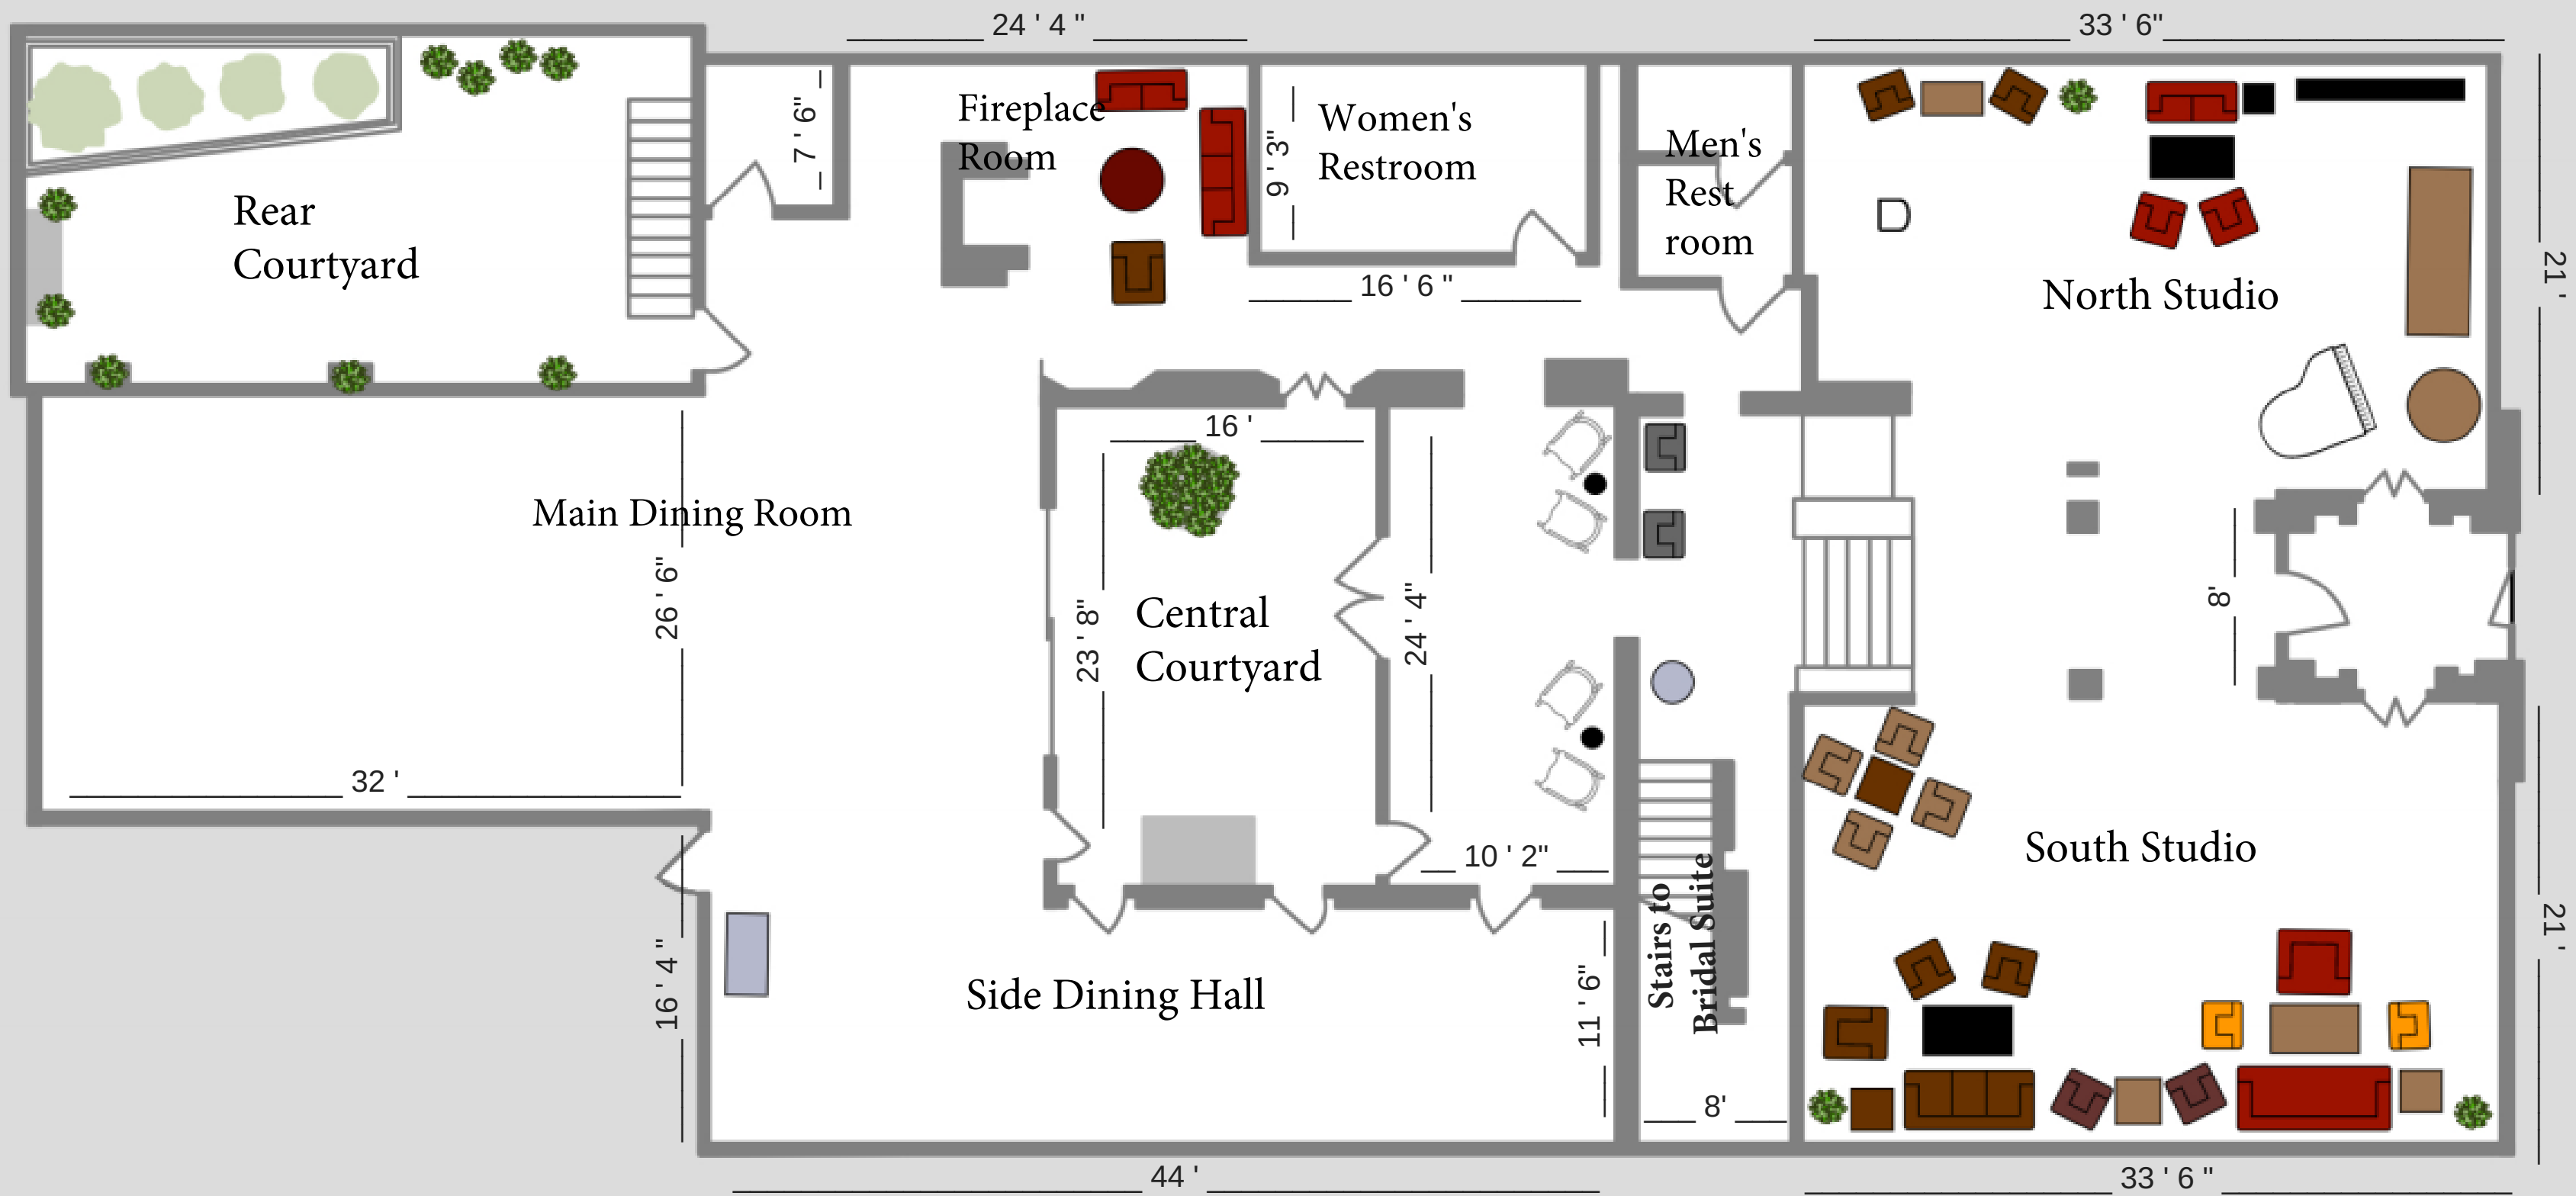 24 ' 4 "
33 ' 6"
7 ' 6"
Fireplace
Room
9 ' 3"
Women's
Restroom
Men's
Rest
room
Rear
Courtyard
16 ' 6 "
North Studio
21 '
16 '
Main Dining Room
26 ' 6"
23 ' 8"
Central
Courtyard
24 ' 4"
8'
32 '
10 ' 2"
South Studio
Stairs to
Bridal Suite
16 ' 4 "
Side Dining Hall
11 ' 6"
21 '
8'
44 '
33 ' 6 "